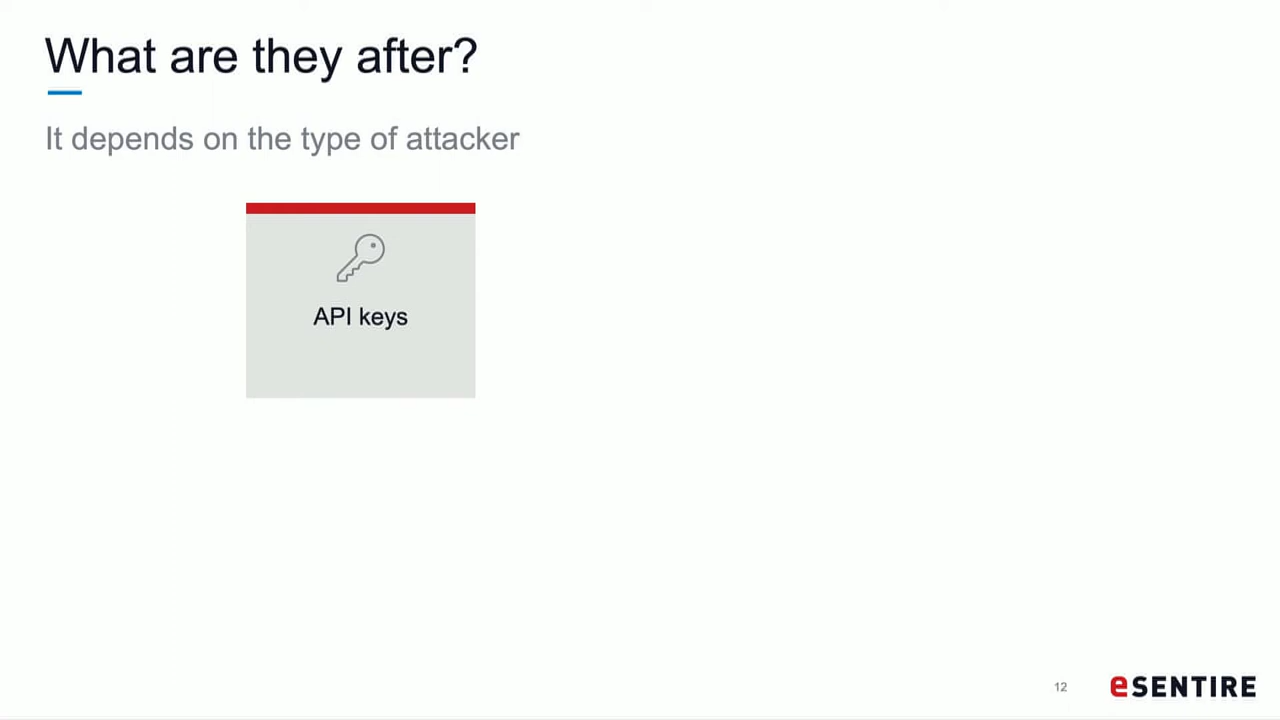 What are they after?
It depends on the type of attacker
API keys
12
eSENTIRE